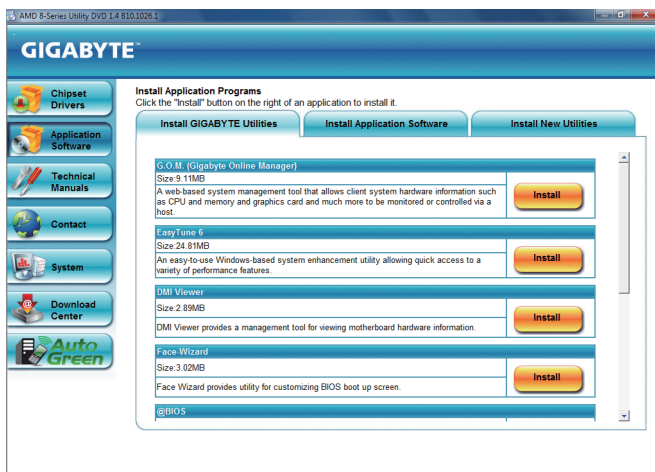 AMD 8-Series Utility DVD 1.4 B10.1026.1
GIGABYTE™
Chipset
Drivers
Application
Software
Technical
Manuals
Contact
System
Download
Center
Auto
Green
Install Application Programs
Click the "Install" button on the right of an application to install it.
Install GIGABYTE Utilities
Install Application Software
Install New Utilities
G.O.M. (Gigabyte Online Manager)
Size:9.11MB
A web-based system management tool that allows client system hardware information such
as CPU and memory and graphics card and much more to be monitored or controlled via a
host.
Install
EasyTune 6
Size:24.81MB
An easy-to-use Windows-based system enhancement utility allowing quick access to a
variety of performance features.
Install
DMI Viewer
Size:2.89MB
DMI Viewer provides a management tool for viewing motherboard hardware information.
Install
Face-Wizard
Size:3.02MB
Face Wizard provides utility for customizing BIOS boot up screen.
Install
@BIOS